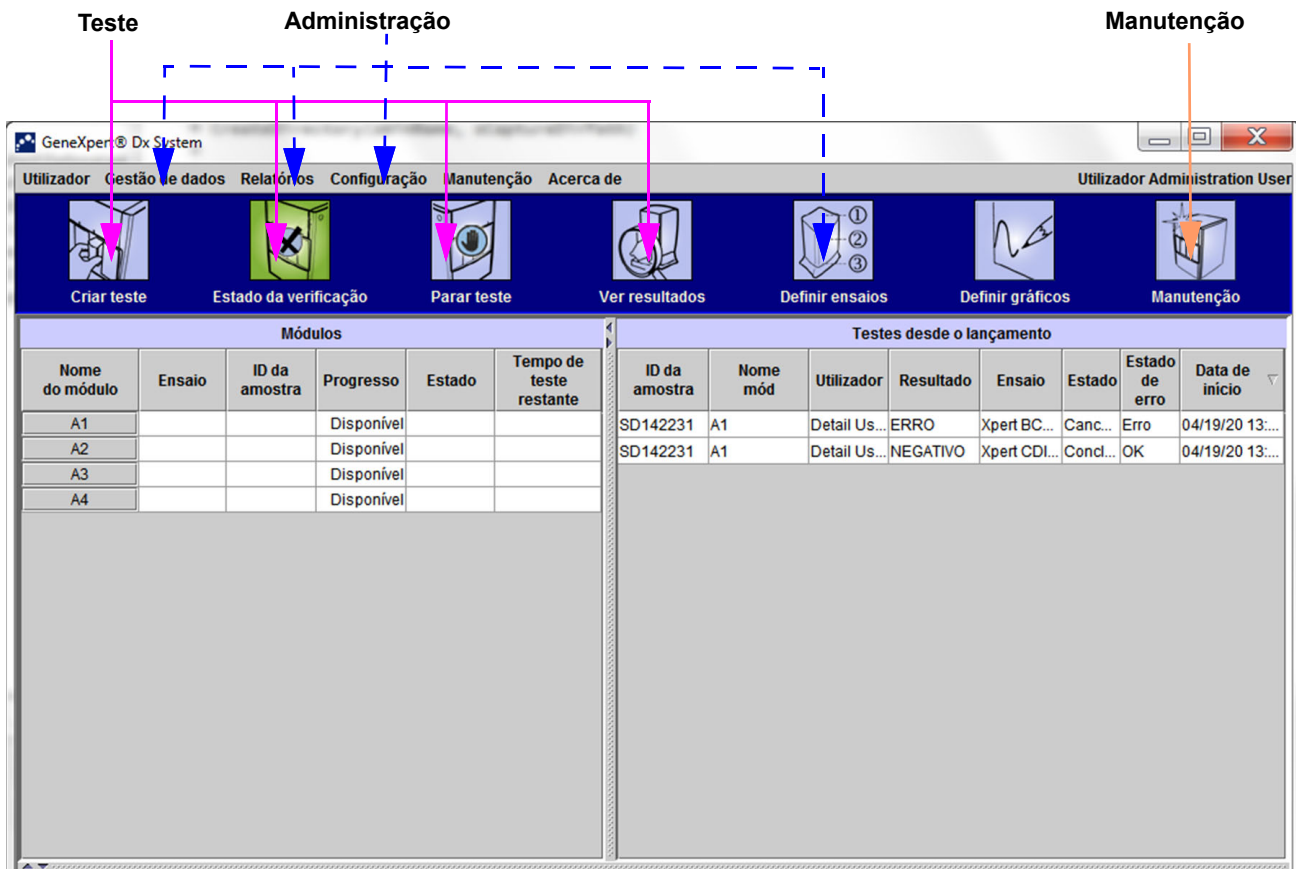 Teste Administração Manutenção
GeneXpert® Dx System
Utilizador Gestão de dados Relatórios Configuração Manutenção Acerca de Utilizador Administration User
Criar teste Estado da verificação Parar teste Ver resultados Definir ensaios Definir gráficos Manutenção
①
②
③
Módulos
Nome do módulo Ensaio ID da amostra Progresso Estado Tempo de teste restante
A1 Disponível
A2 Disponível
A3 Disponível
A4 Disponível
Testes desde o lançamento
ID da amostra Nome mód Utilizador Resultado Ensaio Estado Estado de erro Data de início
SD142231 A1 Detail Us... ERRO Xpert BC... Canc... Erro 04/19/20 13:...
SD142231 A1 Detail Us... NEGATIVO Xpert CDI... Concl... OK 04/19/20 13:...